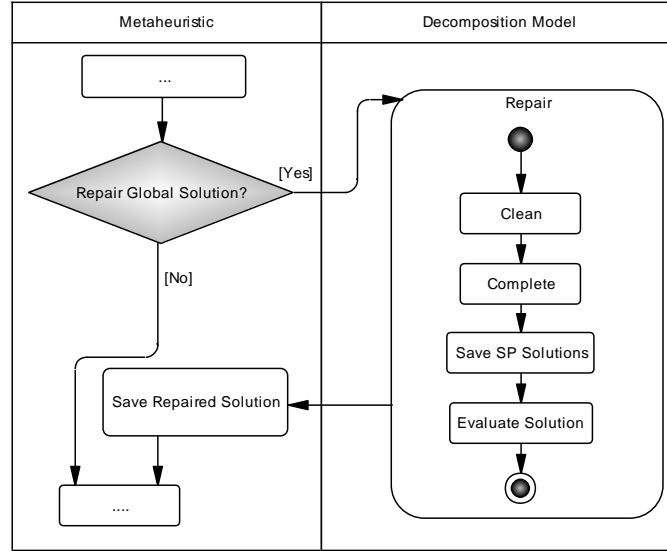 Metaheuristic
Decomposition Model
...
Repair Global Solution?
[Yes]
[No]
Repair
Clean
Complete
Save SP Solutions
Evaluate Solution
Save Repaired Solution
....